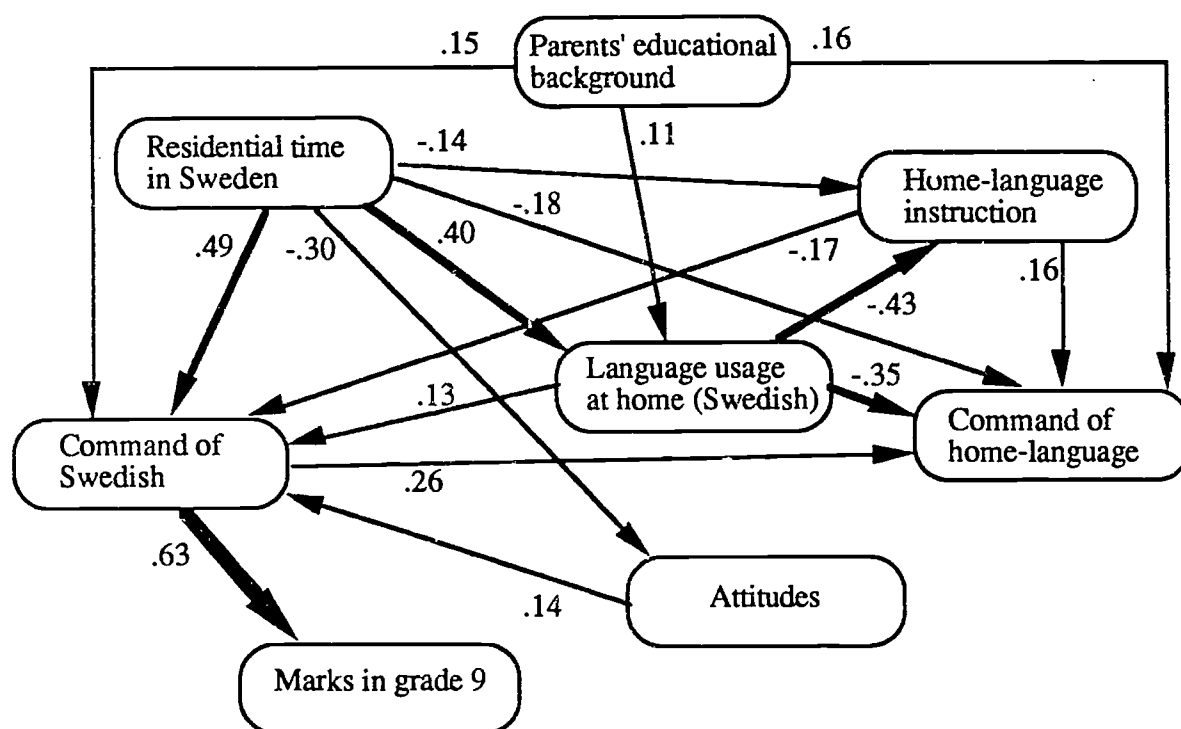 .15
Parents' educational
background
.16
Residential time
in Sweden
-.14
.11
Home-language
instruction
.49
-.30
.40
-.18
-.17
.16
-.43
Language usage
at home (Swedish)
-.35
.13
Command of
Swedish
Command of
home-language
.26
.63
.14
Attitudes
Marks in grade 9